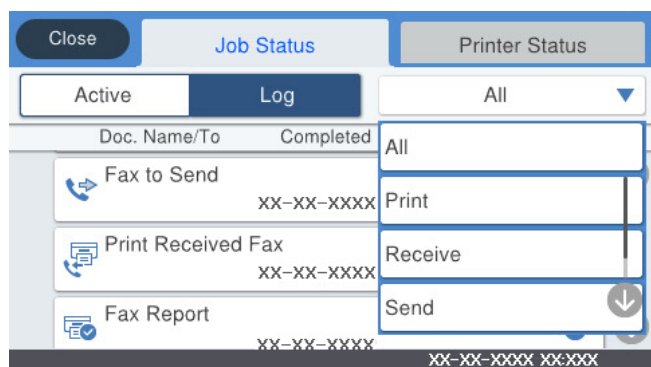 Close Job Status Printer Status
Active Log All
Doc. Name/To Completed
All
Fax to Send
XX-XX-XXXX
Print
Print Received Fax
XX-XX-XXXX
Receive
Fax Report
XX-XX-XXXX
Send
XX-XX-XXXX XX:XXX